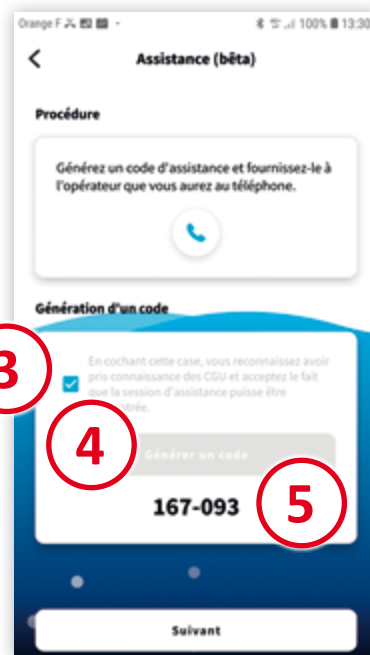 Orange F
100% 13:30
Assistance (bêta)
Procédure
Générez un code d'assistance et fournissez-le à
l'opérateur que vous aurez au téléphone.
Génération d'un code
3
En cochant cette case, vous reconnaissez avoir
pris connaissance des CGU et acceptez le fait
que la session d'assistance puisse être
4
Générer un code
167-093
5
Suivant